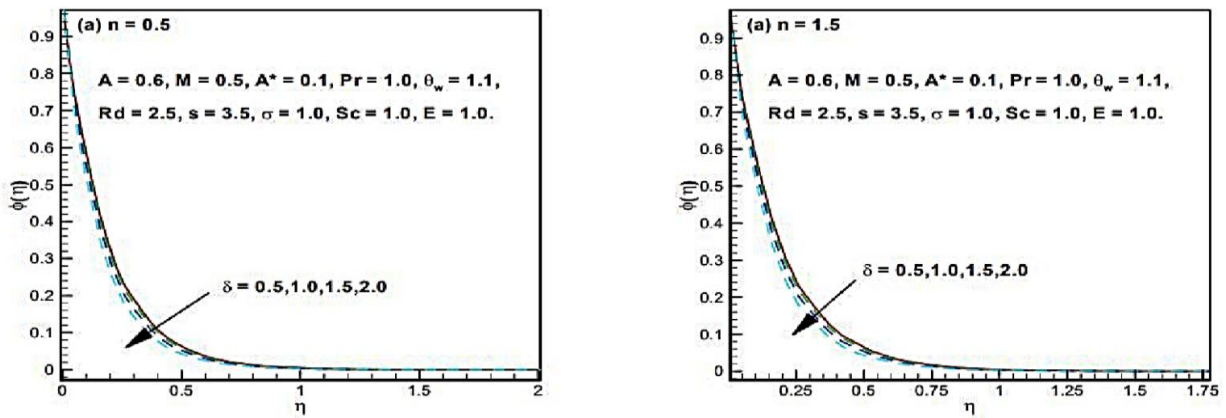 (a) n = 0.5
A = 0.6, M = 0.5, A* = 0.1, Pr = 1.0, θw = 1.1,
Rd = 2.5, s = 3.5, σ = 1.0, Sc = 1.0, E = 1.0.
δ = 0.5,1.0,1.5,2.0
ϕ(η)
0.9
0.8
0.7
0.6
0.5
0.4
0.3
0.2
0.1
0
0 0.5 1 1.5 2
η
(a) n = 1.5
A = 0.6, M = 0.5, A* = 0.1, Pr = 1.0, θw = 1.1,
Rd = 2.5, s = 3.5, σ = 1.0, Sc = 1.0, E = 1.0.
δ = 0.5,1.0,1.5,2.0
ϕ(η)
0.9
0.8
0.7
0.6
0.5
0.4
0.3
0.2
0.1
0
0.25 0.5 0.75 1 1.25 1.5 1.75
η